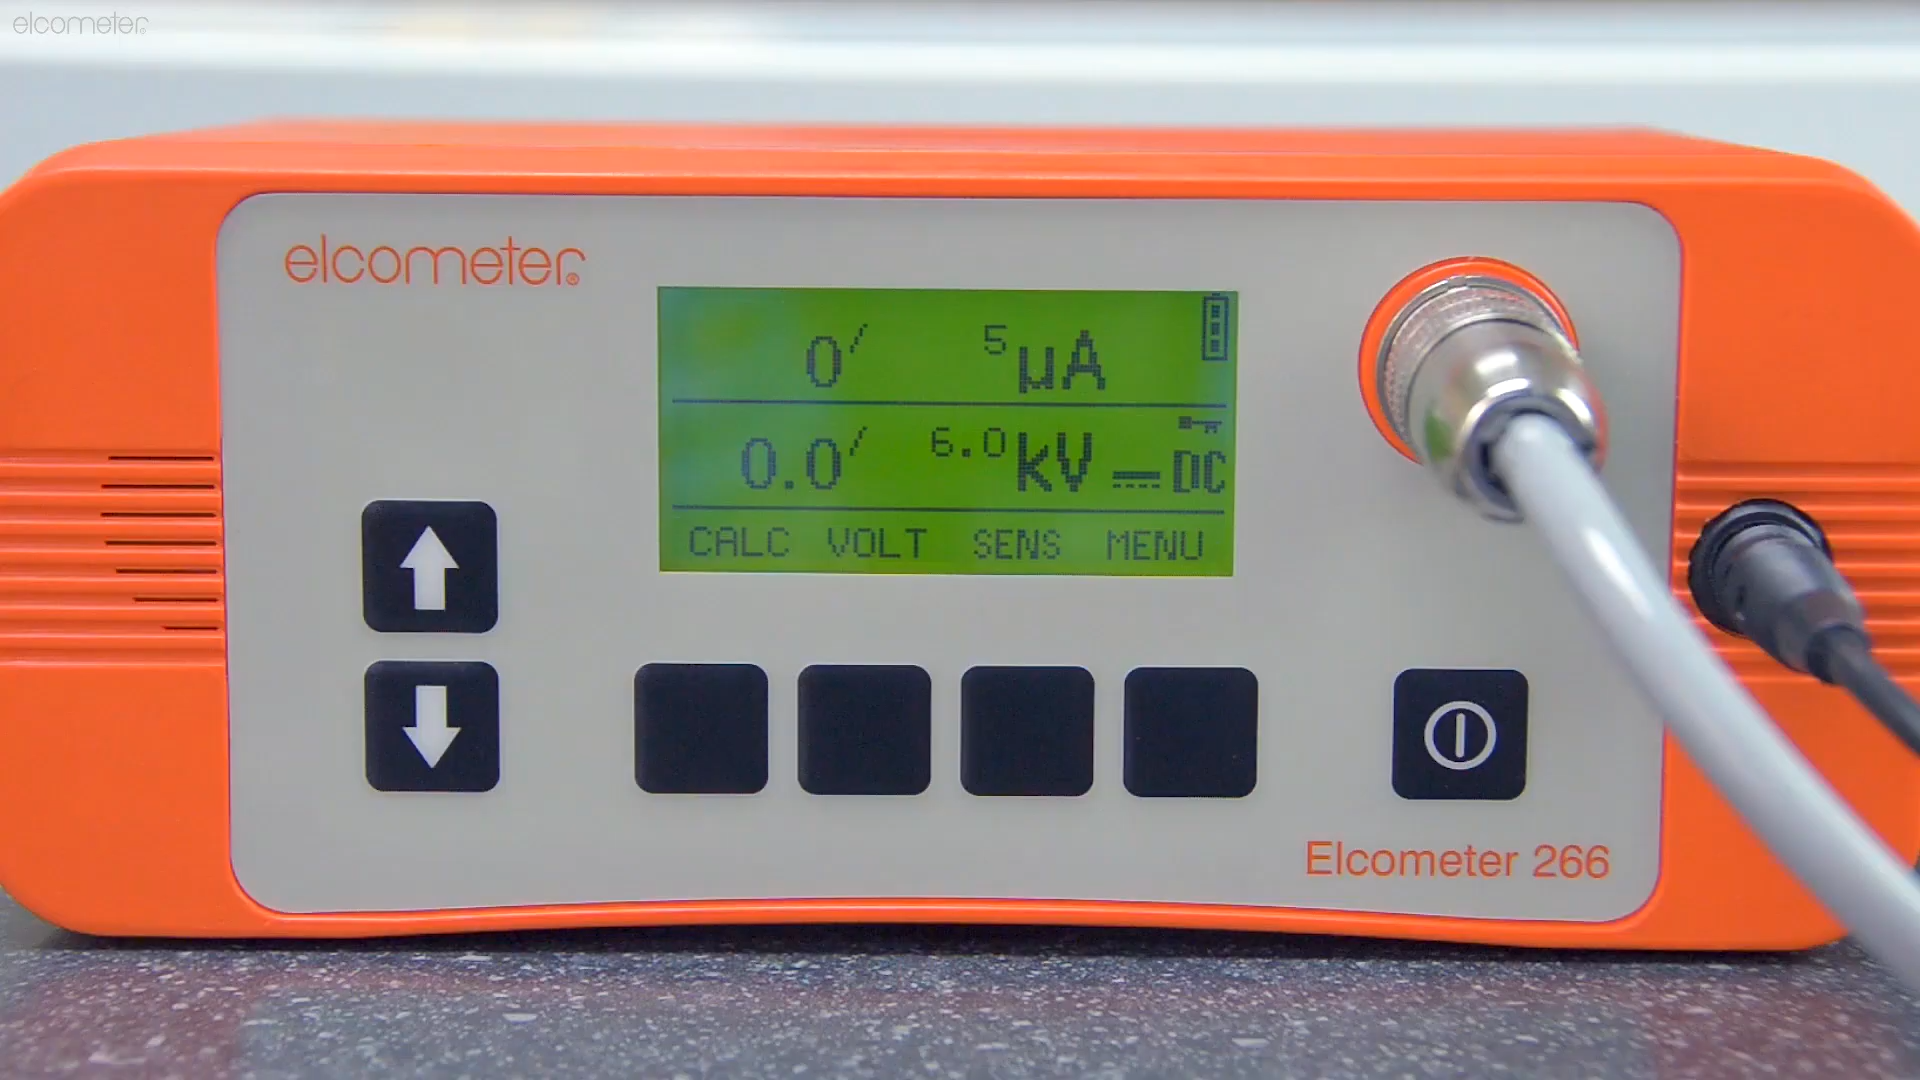 elcometer
elcometer®
0/ 5 µA
0.0/ 6.0 kV DC
CALC VOLT SENS MENU
Elcometer 266